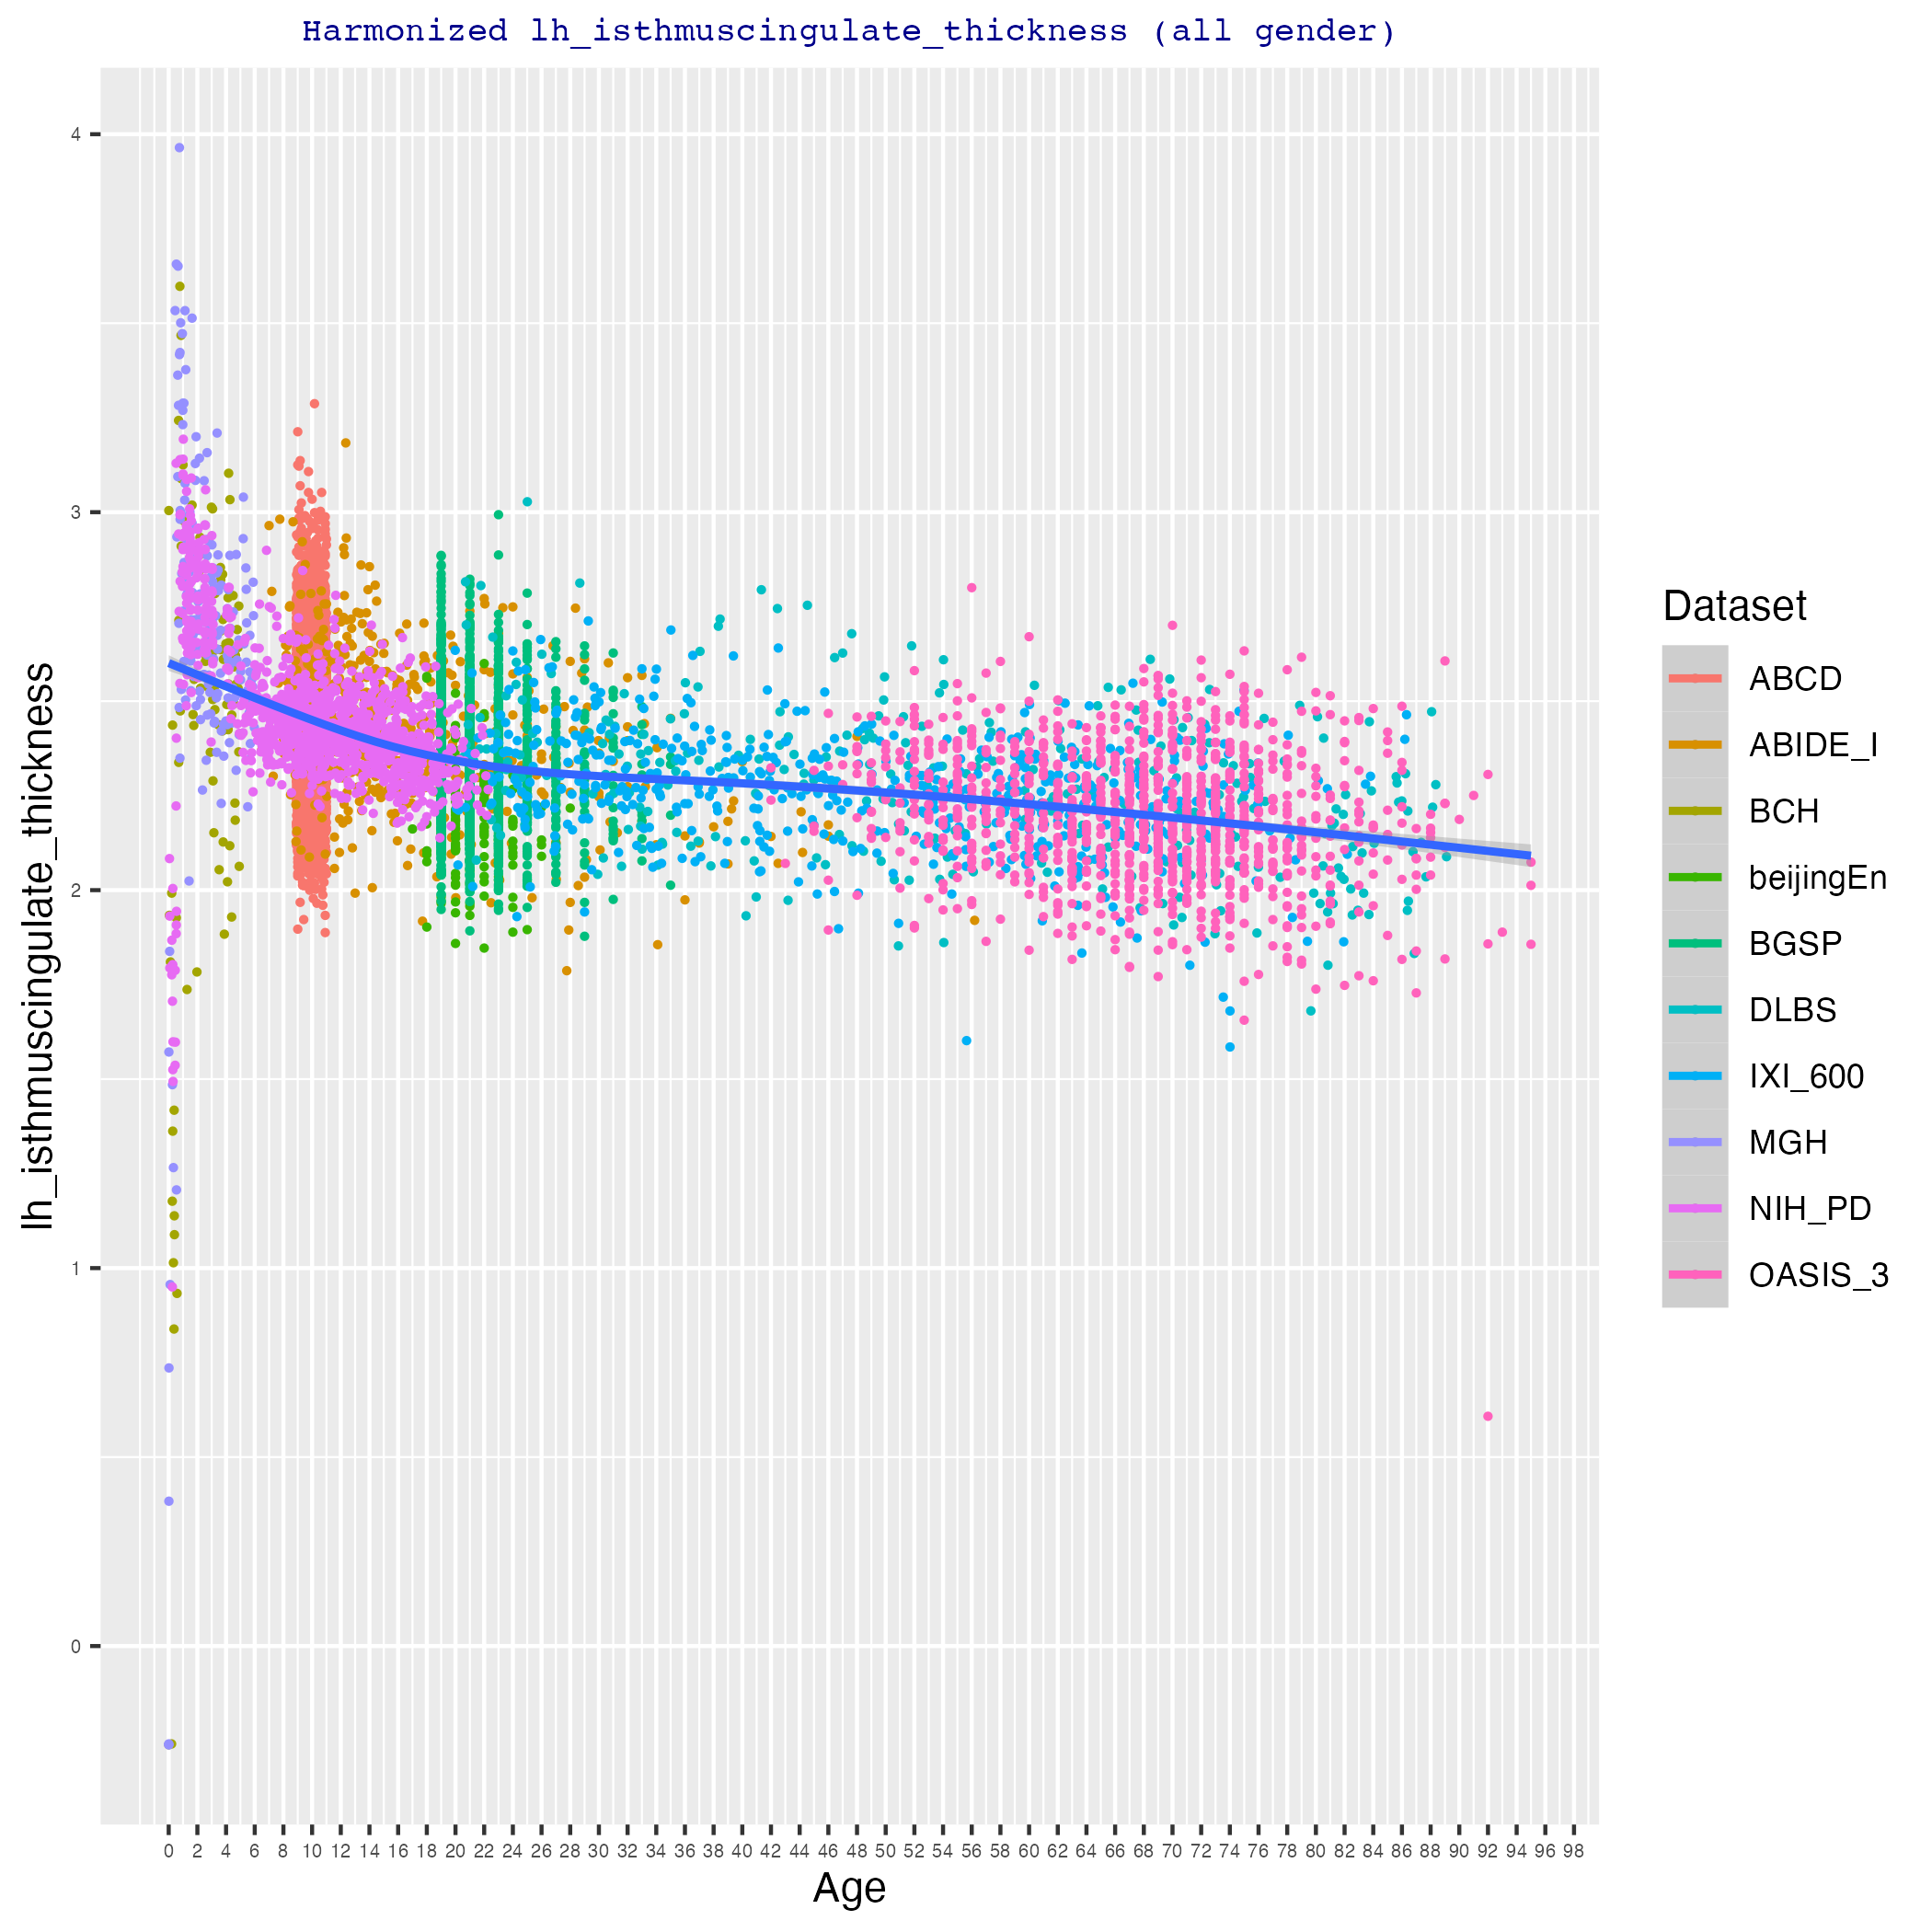 Harmonized lh_isthmuscingulate_thickness (all gender)
lh_isthmuscingulate_thickness
4
3
2
1
0
0 2 4 6 8 10 12 14 16 18 20 22 24 26 28 30 32 34 36 38 40 42 44 46 48 50 52 54 56 58 60 62 64 66 68 70 72 74 76 78 80 82 84 86 88 90 92 94 96 98
Age
Dataset
ABCD
ABIDE_I
BCH
beijingEn
BGSP
DLBS
IXI_600
MGH
NIH_PD
OASIS_3